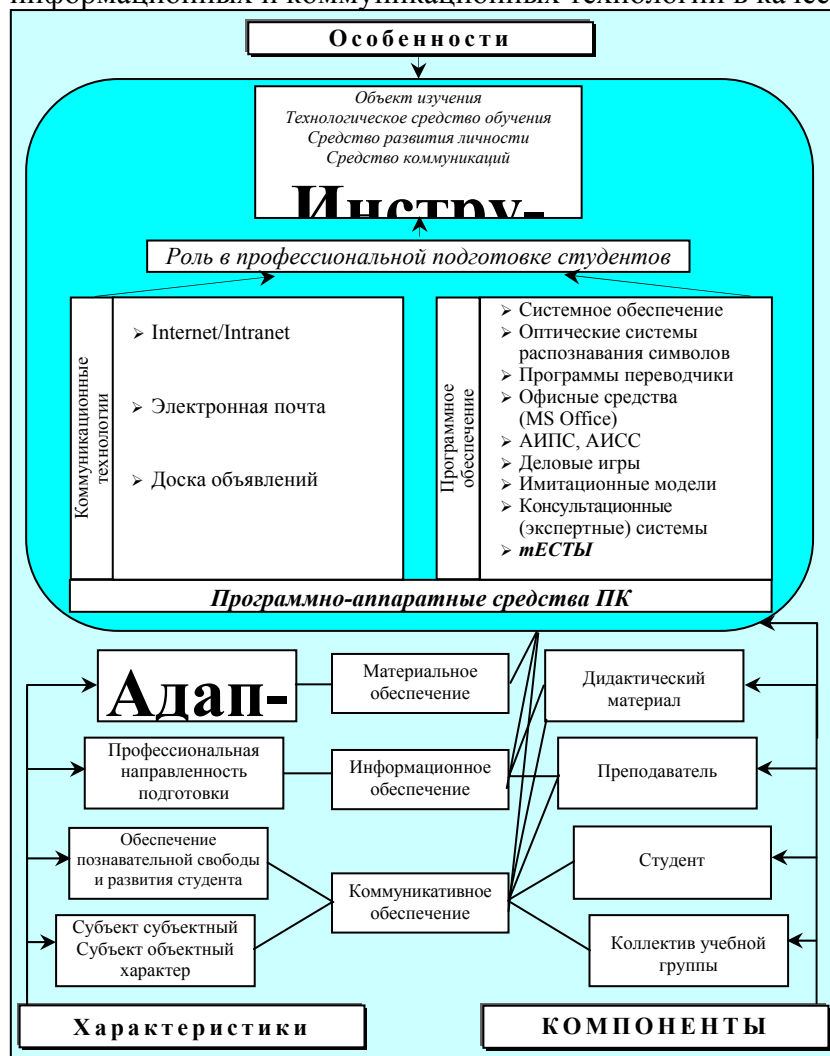 информационных и коммуникационных технологий в качес
Особенности
Объект изучения
Технологическое средство обучения
Средство развития личности
Средство коммуникаций
Инстру-
Роль в профессиональной подготовке студентов
Коммуникационные
технологии
➢ Internet/Intranet
➢ Электронная почта
➢ Доска объявлений
Программное
обеспечение
➢ Системное обеспечение
➢ Оптические системы
распознавания символов
➢ Программы переводчики
➢ Офисные средства
(MS Office)
➢ АИПС, АИСС
➢ Деловые игры
➢ Имитационные модели
➢ Консультационные
(экспертные) системы
➢ тЕСТЫ
Программно-аппаратные средства ПК
Адап-
Материальное
обеспечение
Дидактический
материал
Профессиональная
направленность
подготовки
Информационное
обеспечение
Преподаватель
Обеспечение
познавательной свободы
и развития студента
Коммуникативное
обеспечение
Студент
Субъект субъектный
Субъект объектный
характер
Коллектив учебной
группы
Характеристики
КОМПОНЕНТЫ